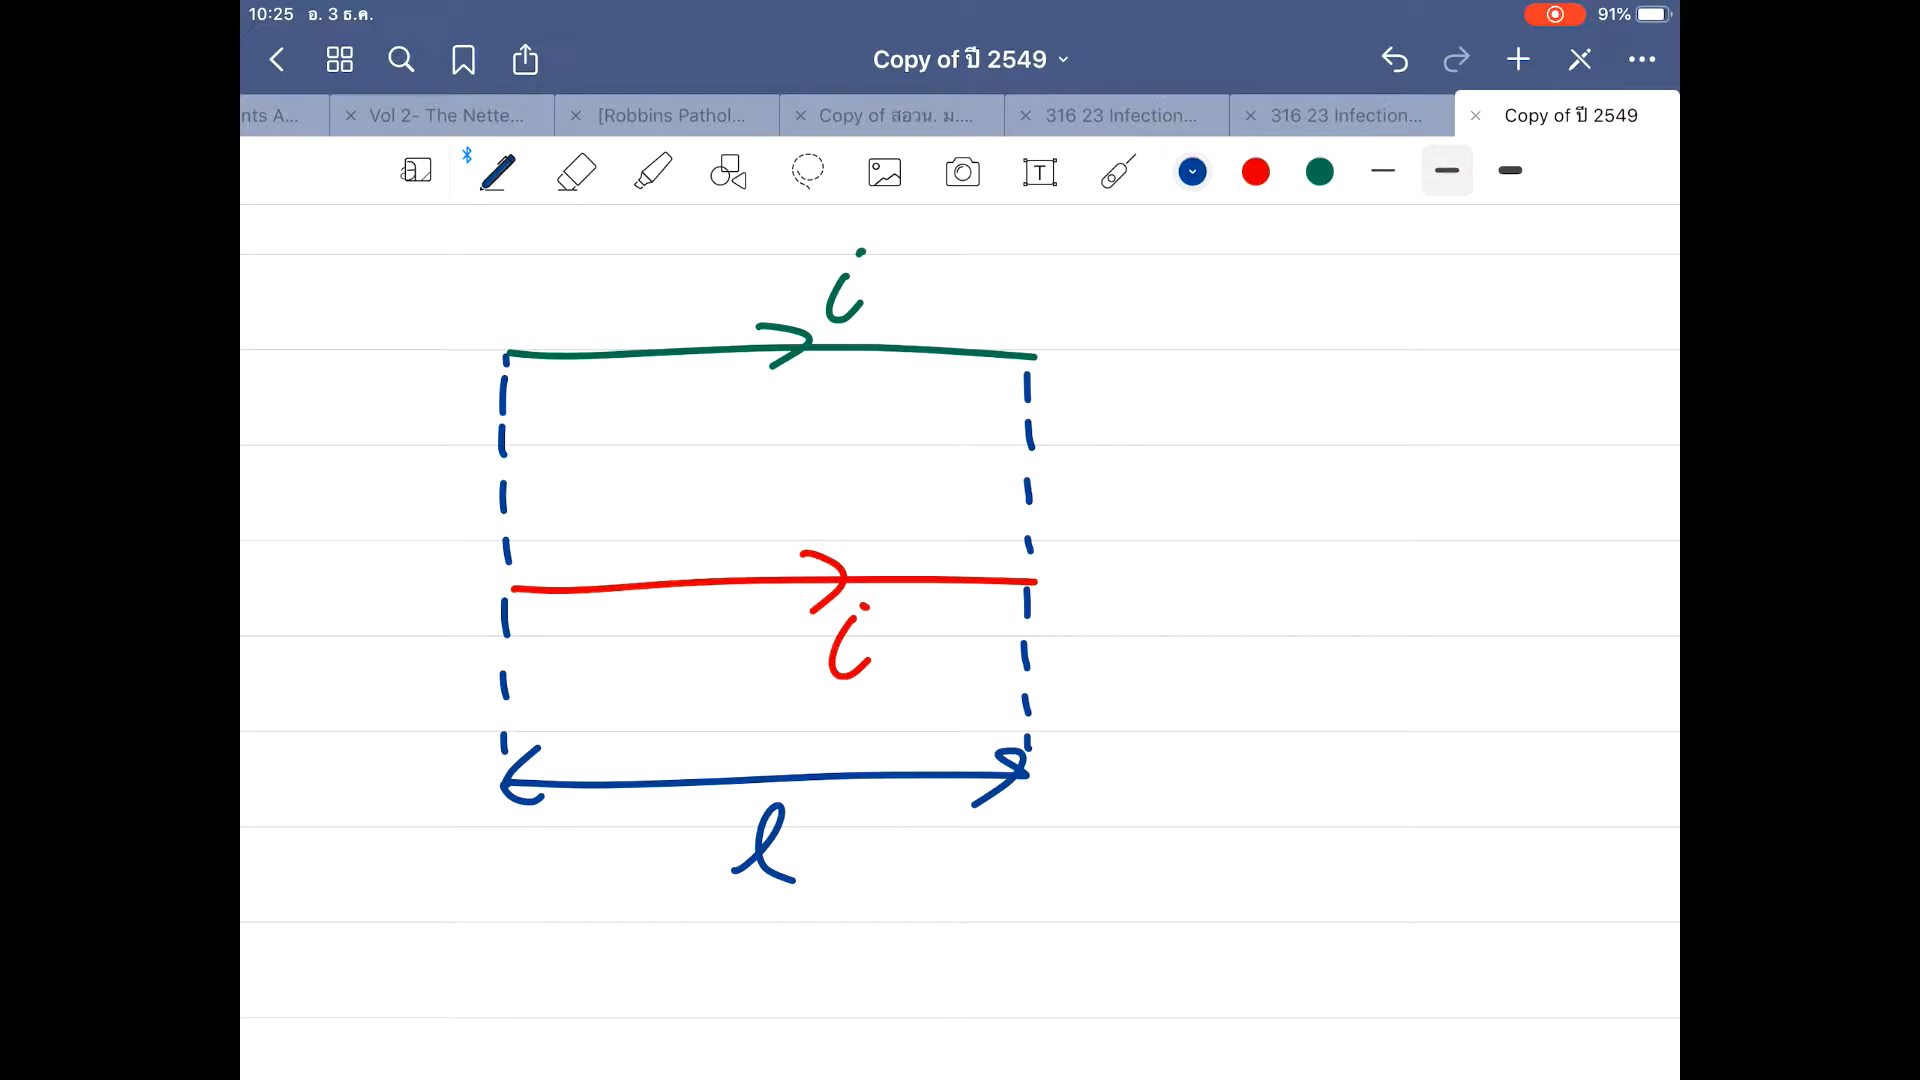 10:25 อ. 3 ธ.ค.
91%
Copy of ปี 2549
nts A...
Vol 2- The Nette...
[Robbins Pathol...
Copy of สอวน. ม....
316 23 Infection...
316 23 Infection...
Copy of ปี 2549
T
i
i
l